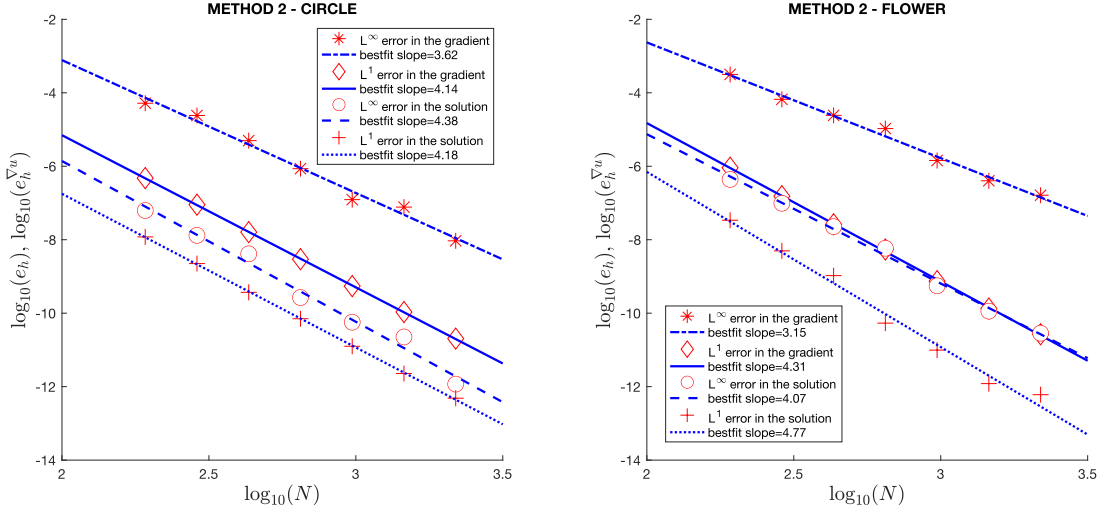 METHOD 2 - CIRCLE
-2
-4
-6
-8
-10
-12
-14
2
2.5
3
3.5
log₁₀(N)
log₁₀(eₕ), log₁₀(eₕ^∇u)
L^∞ error in the gradient
bestfit slope=3.62
L¹ error in the gradient
bestfit slope=4.14
L^∞ error in the solution
bestfit slope=4.38
L¹ error in the solution
bestfit slope=4.18
METHOD 2 - FLOWER
-2
-4
-6
-8
-10
-12
-14
2
2.5
3
3.5
log₁₀(N)
log₁₀(eₕ), log₁₀(eₕ^∇u)
L^∞ error in the gradient
bestfit slope=3.15
L¹ error in the gradient
bestfit slope=4.31
L^∞ error in the solution
bestfit slope=4.07
L¹ error in the solution
bestfit slope=4.77